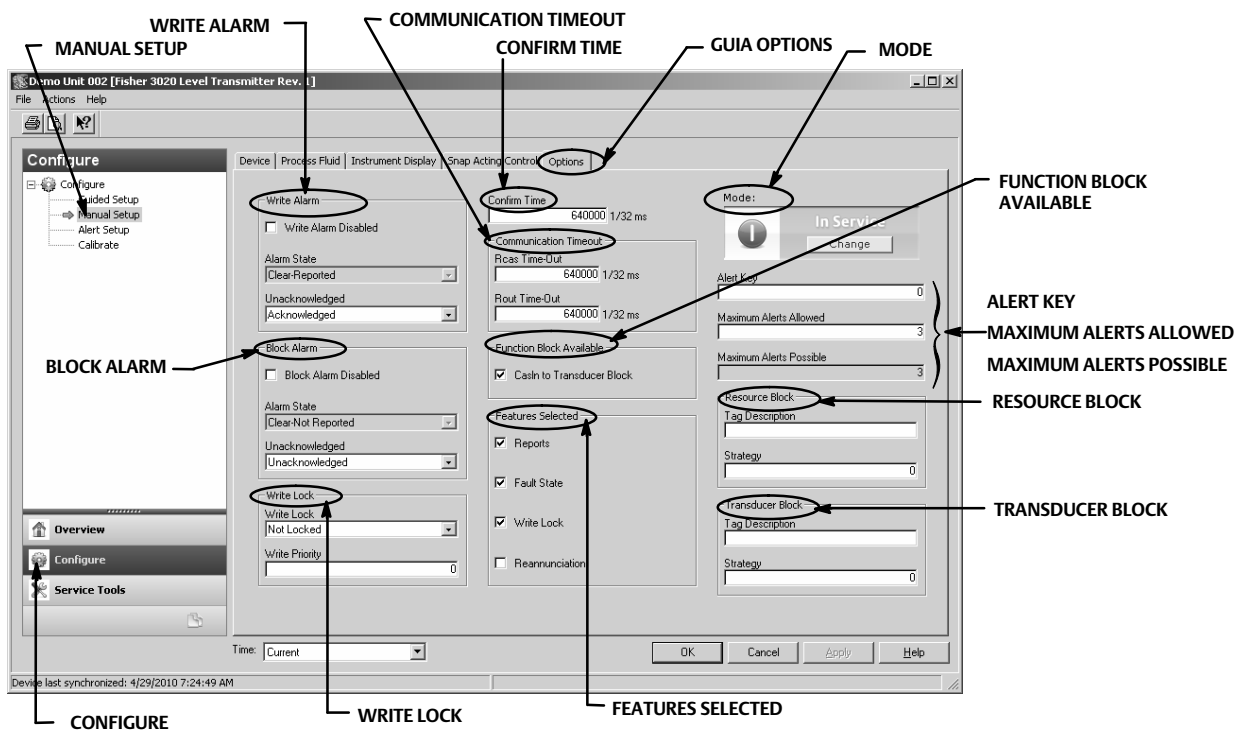 WRITE ALARM
COMMUNICATION TIMEOUT
MANUAL SETUP
CONFIRM TIME
GUIA OPTIONS
MODE
Demo Unit 002 [Fisher 3020 Level Transmitter Rev. 1]
File Actions Help
Configure
Configure
Guided Setup
Manual Setup
Alert Setup
Calibrate
Overview
Configure
Service Tools
Device
Process Fluid
Instrument Display
Snap Acting Control
Options
Write Alarm
Write Alarm Disabled
Alarm State
Clear-Reported
Unacknowledged
Acknowledged
Block Alarm
Block Alarm Disabled
Alarm State
Clear-Not Reported
Unacknowledged
Unacknowledged
Write Lock
Write Lock
Not Locked
Write Priority
0
Confirm Time
640000 1/32 ms
Communication Timeout
Rcas Time-Out
640000 1/32 ms
Rout Time-Out
640000 1/32 ms
Function Block Available
CasIn to Transducer Block
Features Selected
Reports
Fault State
Write Lock
Reannunciation
Mode:
In Service
Change
Alert Key
0
Maximum Alerts Allowed
3
Maximum Alerts Possible
3
Resource Block
Tag Description
Strategy
0
Transducer Block
Tag Description
Strategy
0
Time: Current
OK
Cancel
Apply
Help
Device last synchronized: 4/29/2010 7:24:49 AM
FUNCTION BLOCK
AVAILABLE
ALERT KEY
MAXIMUM ALERTS ALLOWED
MAXIMUM ALERTS POSSIBLE
RESOURCE BLOCK
TRANSDUCER BLOCK
BLOCK ALARM
CONFIGURE
WRITE LOCK
FEATURES SELECTED